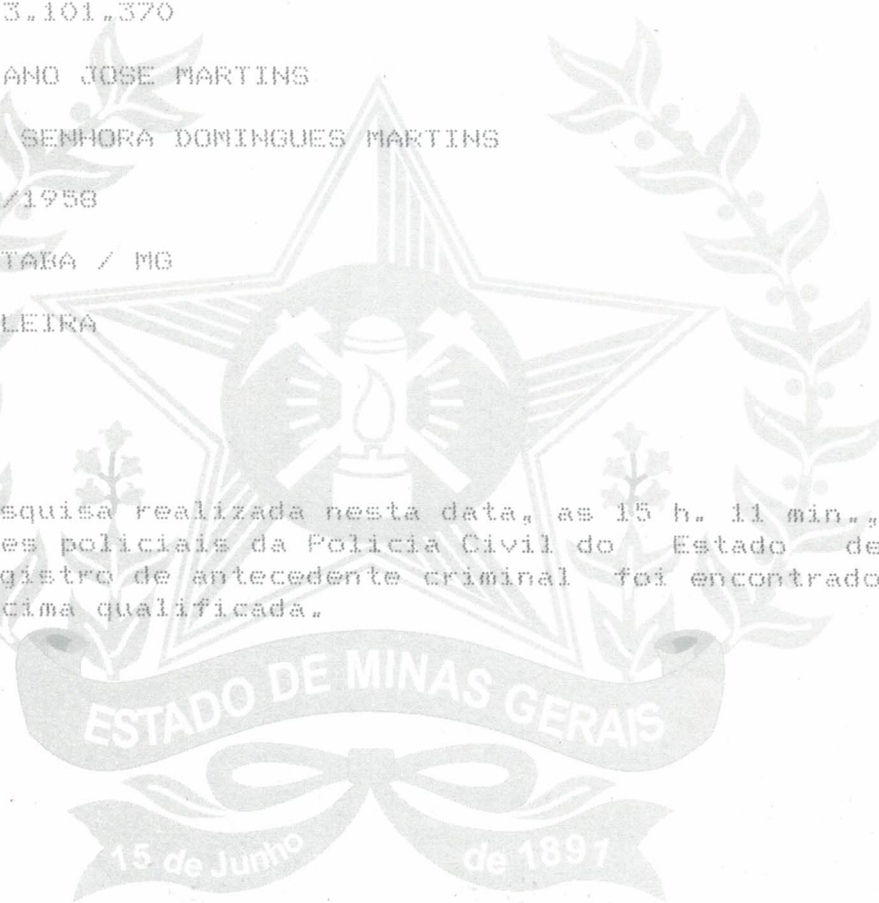 3.101.370
ANO JOSE MARTINS
SENHORA DOMINGUES MARTINS
/1958
TABA / MG
LEIRA
squisa realizada nesta data, as 15 h. 11 min.,
es policiais da Policia Civil do Estado de
gistro de antecedente criminal foi encontrado
cima qualificada.
ESTADO DE MINAS GERAIS
15 de Junho de 1891